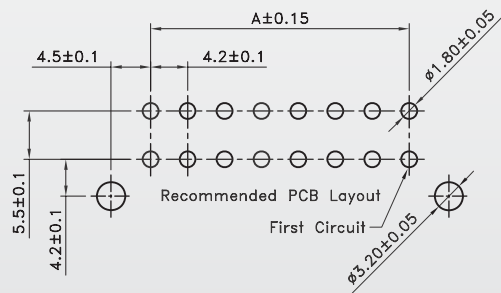 A±0.15
4.5±0.1
4.2±0.1
ø1.80±0.05
5.5±0.1
4.2±0.1
Recommended PCB Layout
First Circuit
ø3.20±0.05